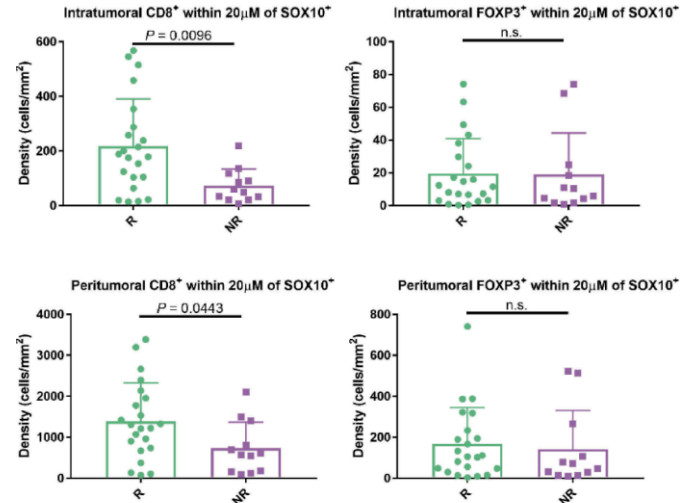 Intratumoral CD8+ within 20μM of SOX10+
P = 0.0096
Density (cells/mm2)
600
400
200
0
R
NR
Intratumoral FOXP3+ within 20μM of SOX10+
n.s.
Density (cells/mm2)
100
80
60
40
20
0
R
NR
Peritumoral CD8+ within 20μM of SOX10+
P = 0.0443
Density (cells/mm2)
4000
3000
2000
1000
0
R
NR
Peritumoral FOXP3+ within 20μM of SOX10+
n.s.
Density (cells/mm2)
800
600
400
200
0
R
NR